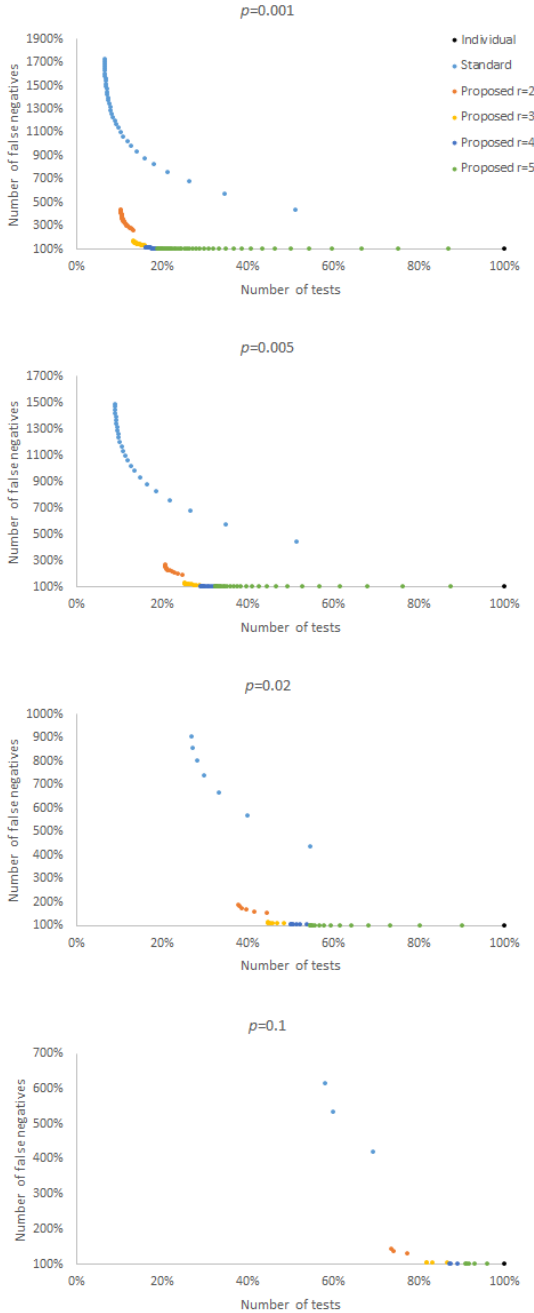 p=0.001
1900%
1700%
1500%
1300%
1100%
900%
700%
500%
300%
100%
Number of false negatives
Individual
Standard
Proposed r=2
Proposed r=3
Proposed r=4
Proposed r=5
0% 20% 40% 60% 80% 100%
Number of tests
p=0.005
1700%
1500%
1300%
1100%
900%
700%
500%
300%
100%
Number of false negatives
0% 20% 40% 60% 80% 100%
Number of tests
p=0.02
1000%
900%
800%
700%
600%
500%
400%
300%
200%
100%
Number of false negatives
0% 20% 40% 60% 80% 100%
Number of tests
p=0.1
700%
600%
500%
400%
300%
200%
100%
Number of false negatives
0% 20% 40% 60% 80% 100%
Number of tests